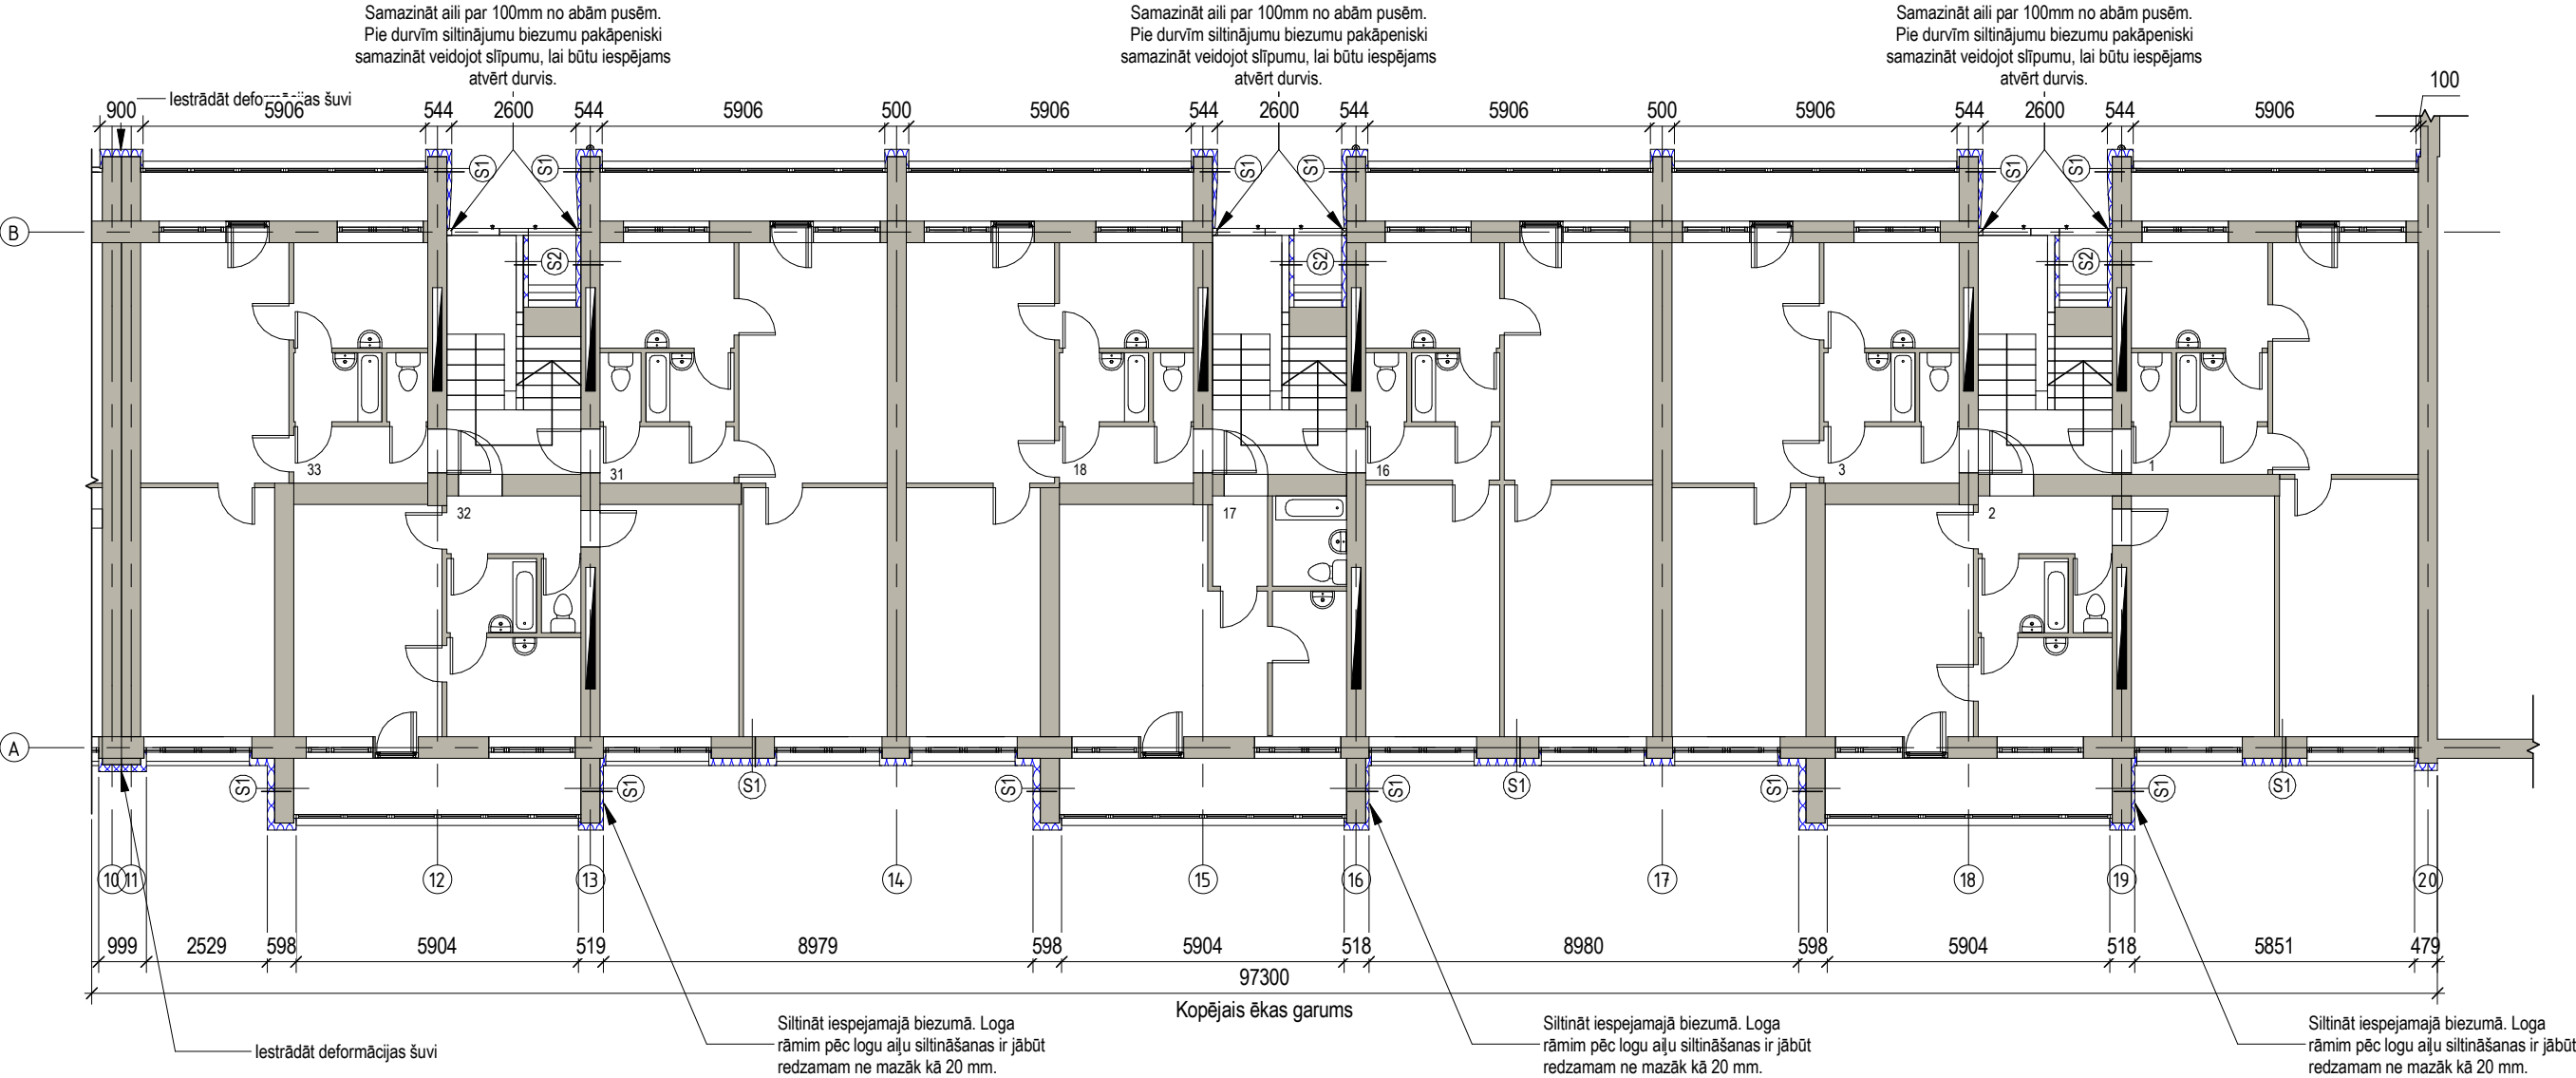 Samazināt aili par 100mm no abām pusēm.
Pie durvīm siltinājumu biezumu pakāpeniski
samazināt veidojot slīpumu, lai būtu iespējams
atvērt durvis.
Samazināt aili par 100mm no abām pusēm.
Pie durvīm siltinājumu biezumu pakāpeniski
samazināt veidojot slīpumu, lai būtu iespējams
atvērt durvis.
Samazināt aili par 100mm no abām pusēm.
Pie durvīm siltinājumu biezumu pakāpeniski
samazināt veidojot slīpumu, lai būtu iespējams
atvērt durvis.
Iestrādāt deformācijas šuvi
100
900 5906 544 2600 544 5906 500 5906 544 2600 544 5906 500 5906 544 2600 544 5906
S1 S1 S1 S1 S1 S1
B
S2 S2 S2
33 31 18 16 3 1
32 17 2
A
S1 S1 S1 S1 S1 S1 S1 S1 S1
10 11 12 13 14 15 16 17 18 19 20
999 2529 598 5904 519 8979 598 5904 518 8980 598 5904 518 5851 479
97300
Kopējais ēkas garums
Iestrādāt deformācijas šuvi
Siltināt iespejamajā biezumā. Loga
rāmim pēc logu aiļu siltināšanas ir jābūt
redzamam ne mazāk kā 20 mm.
Siltināt iespejamajā biezumā. Loga
rāmim pēc logu aiļu siltināšanas ir jābūt
redzamam ne mazāk kā 20 mm.
Siltināt iespejamajā biezumā. Loga
rāmim pēc logu aiļu siltināšanas ir jābūt
redzamam ne mazāk kā 20 mm.